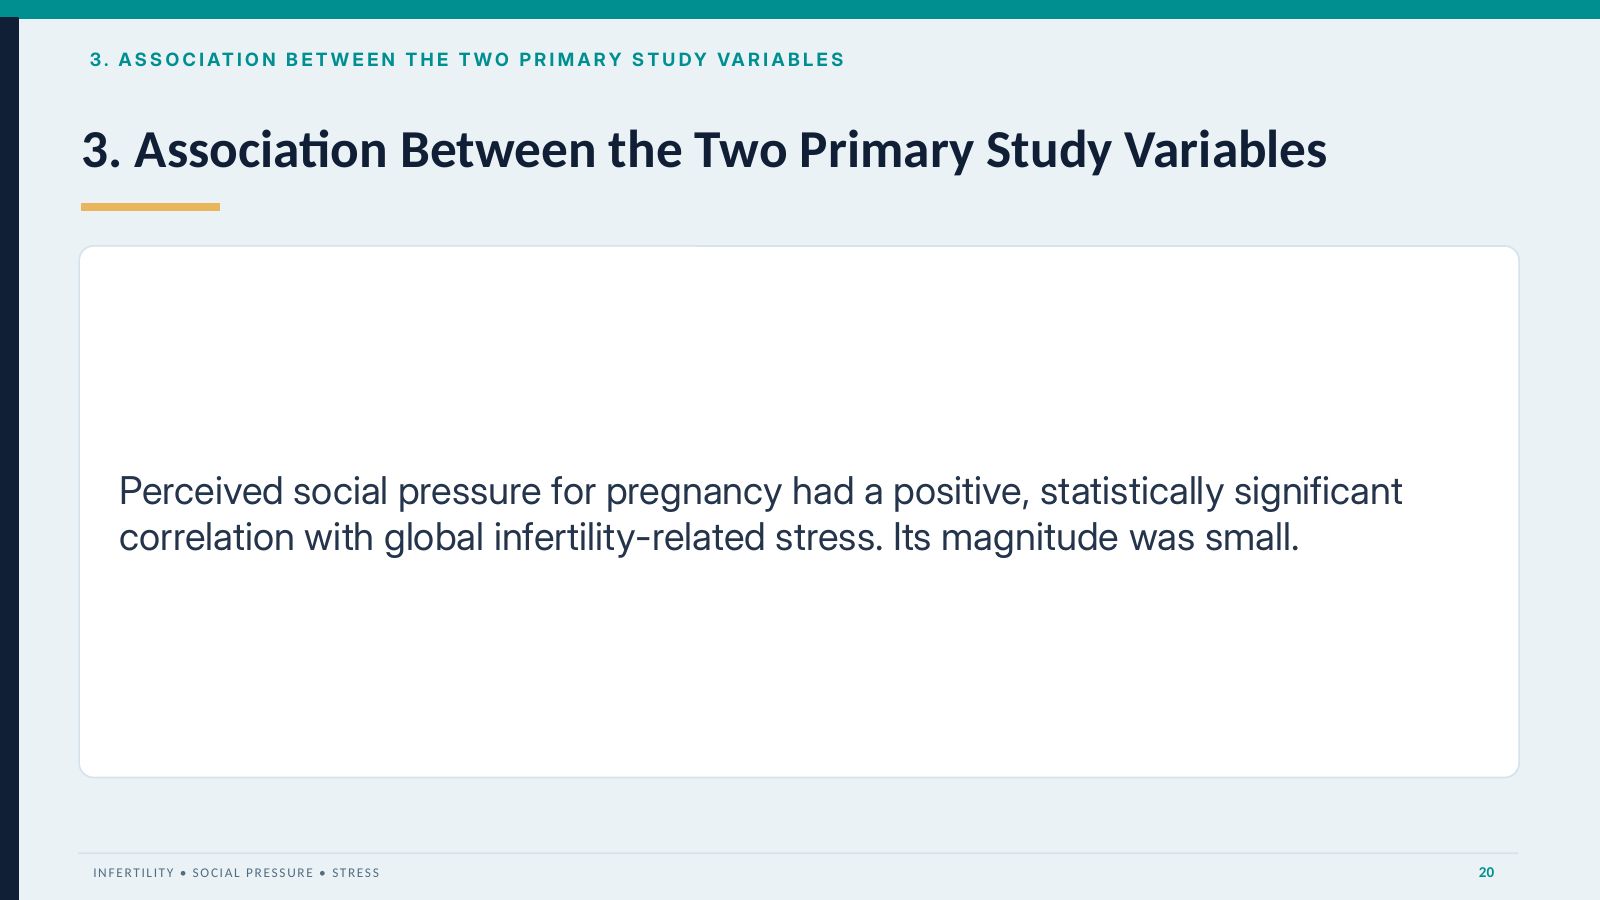 3. ASSOCIATION BETWEEN THE TWO PRIMARY STUDY VARIABLES
3. Association Between the Two Primary Study Variables
Perceived social pressure for pregnancy had a positive, statistically significant
correlation with global infertility-related stress. Its magnitude was small.
INFERTILITY • SOCIAL PRESSURE • STRESS
20